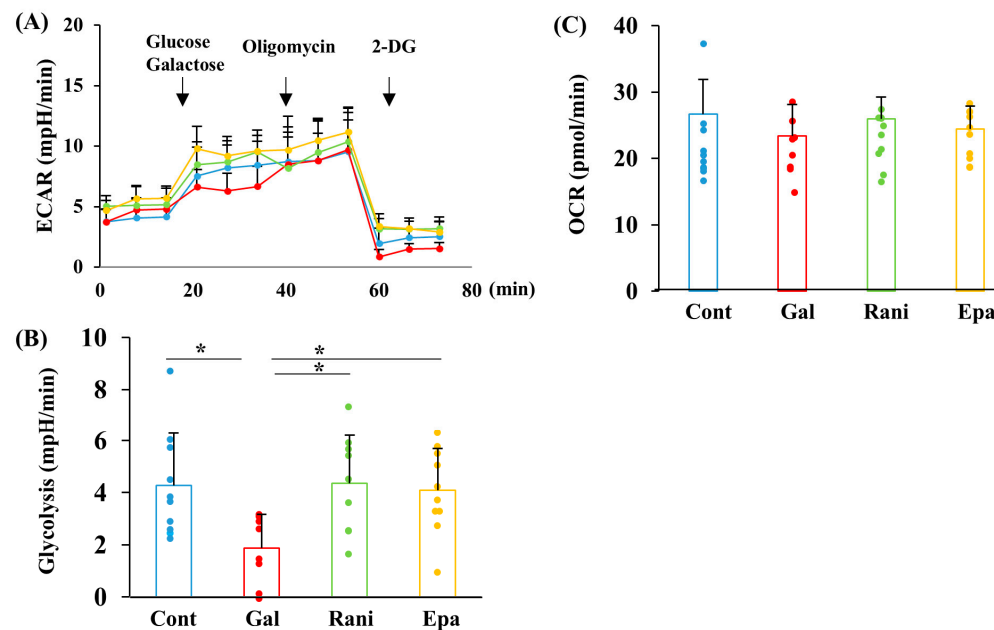 (A)
ECAR (mpH/min)
20
15
10
5
0
Glucose
Galactose
Oligomycin
2-DG
0
20
40
60
80
(min)
(B)
Glycolysis (mpH/min)
10
8
6
4
2
0
*
*
*
Cont
Gal
Rani
Epa
(C)
OCR (pmol/min)
40
30
20
10
0
Cont
Gal
Rani
Epa